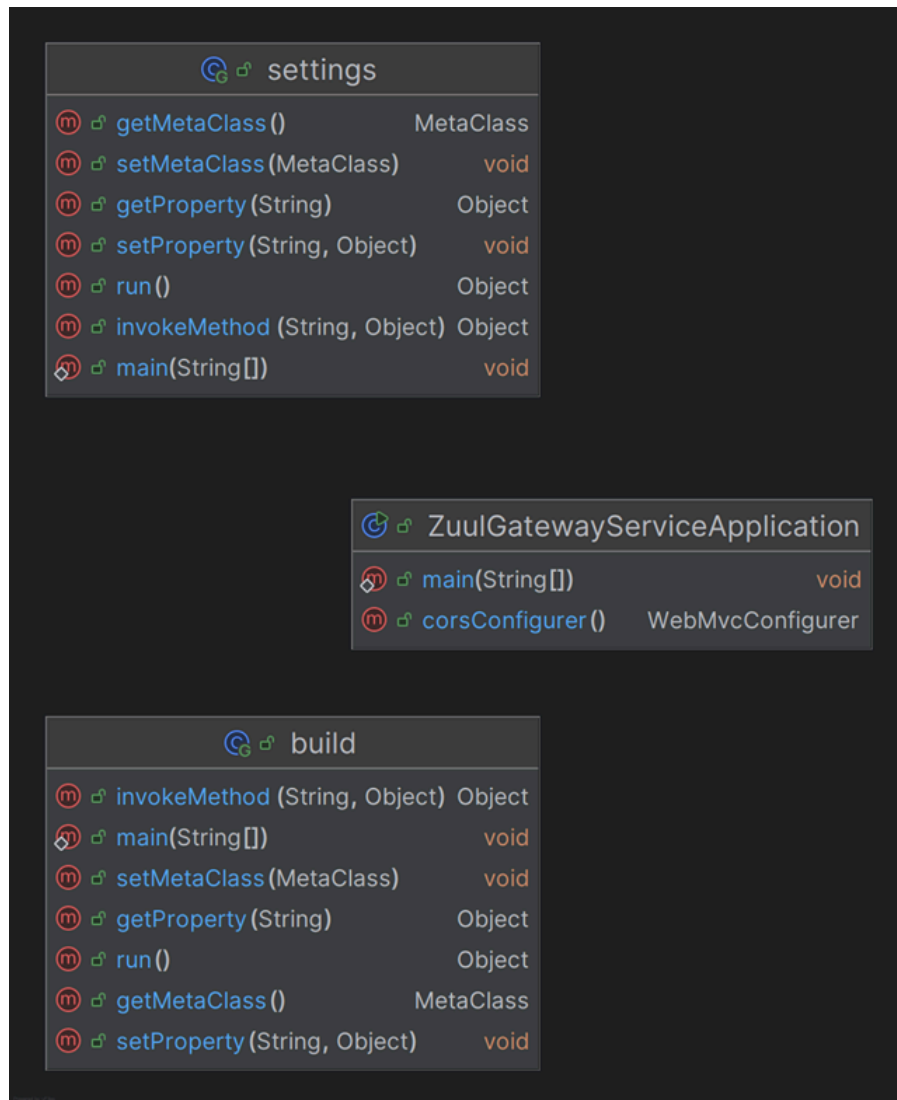 settings
getMetaClass() MetaClass
setMetaClass(MetaClass) void
getProperty(String) Object
setProperty(String, Object) void
run() Object
invokeMethod (String, Object) Object
main(String[]) void
ZuulGatewayServiceApplication
main(String[]) void
corsConfigurer() WebMvcConfigurer
build
invokeMethod (String, Object) Object
main(String[]) void
setMetaClass(MetaClass) void
getProperty(String) Object
run() Object
getMetaClass() MetaClass
setProperty(String, Object) void